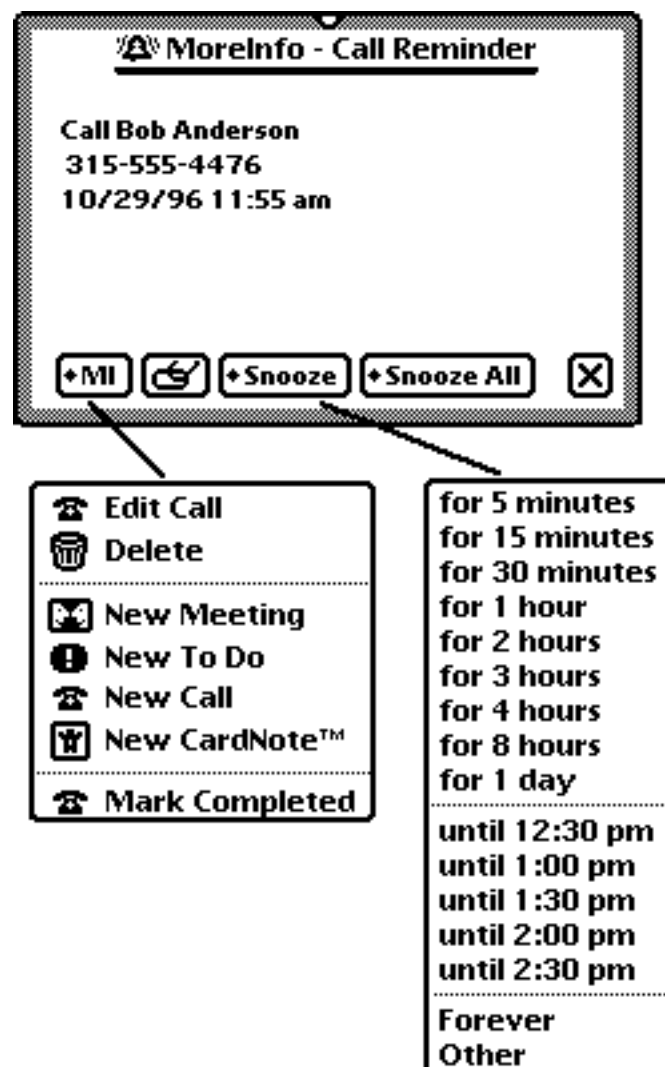 MoreInfo - Call Reminder
Call Bob Anderson
315-555-4476
10/29/96 11:55 am
MI
Snooze
Snooze All
Edit Call
Delete
New Meeting
New To Do
New Call
New CardNote™
Mark Completed
for 5 minutes
for 15 minutes
for 30 minutes
for 1 hour
for 2 hours
for 3 hours
for 4 hours
for 8 hours
for 1 day
until 12:30 pm
until 1:00 pm
until 1:30 pm
until 2:00 pm
until 2:30 pm
Forever
Other